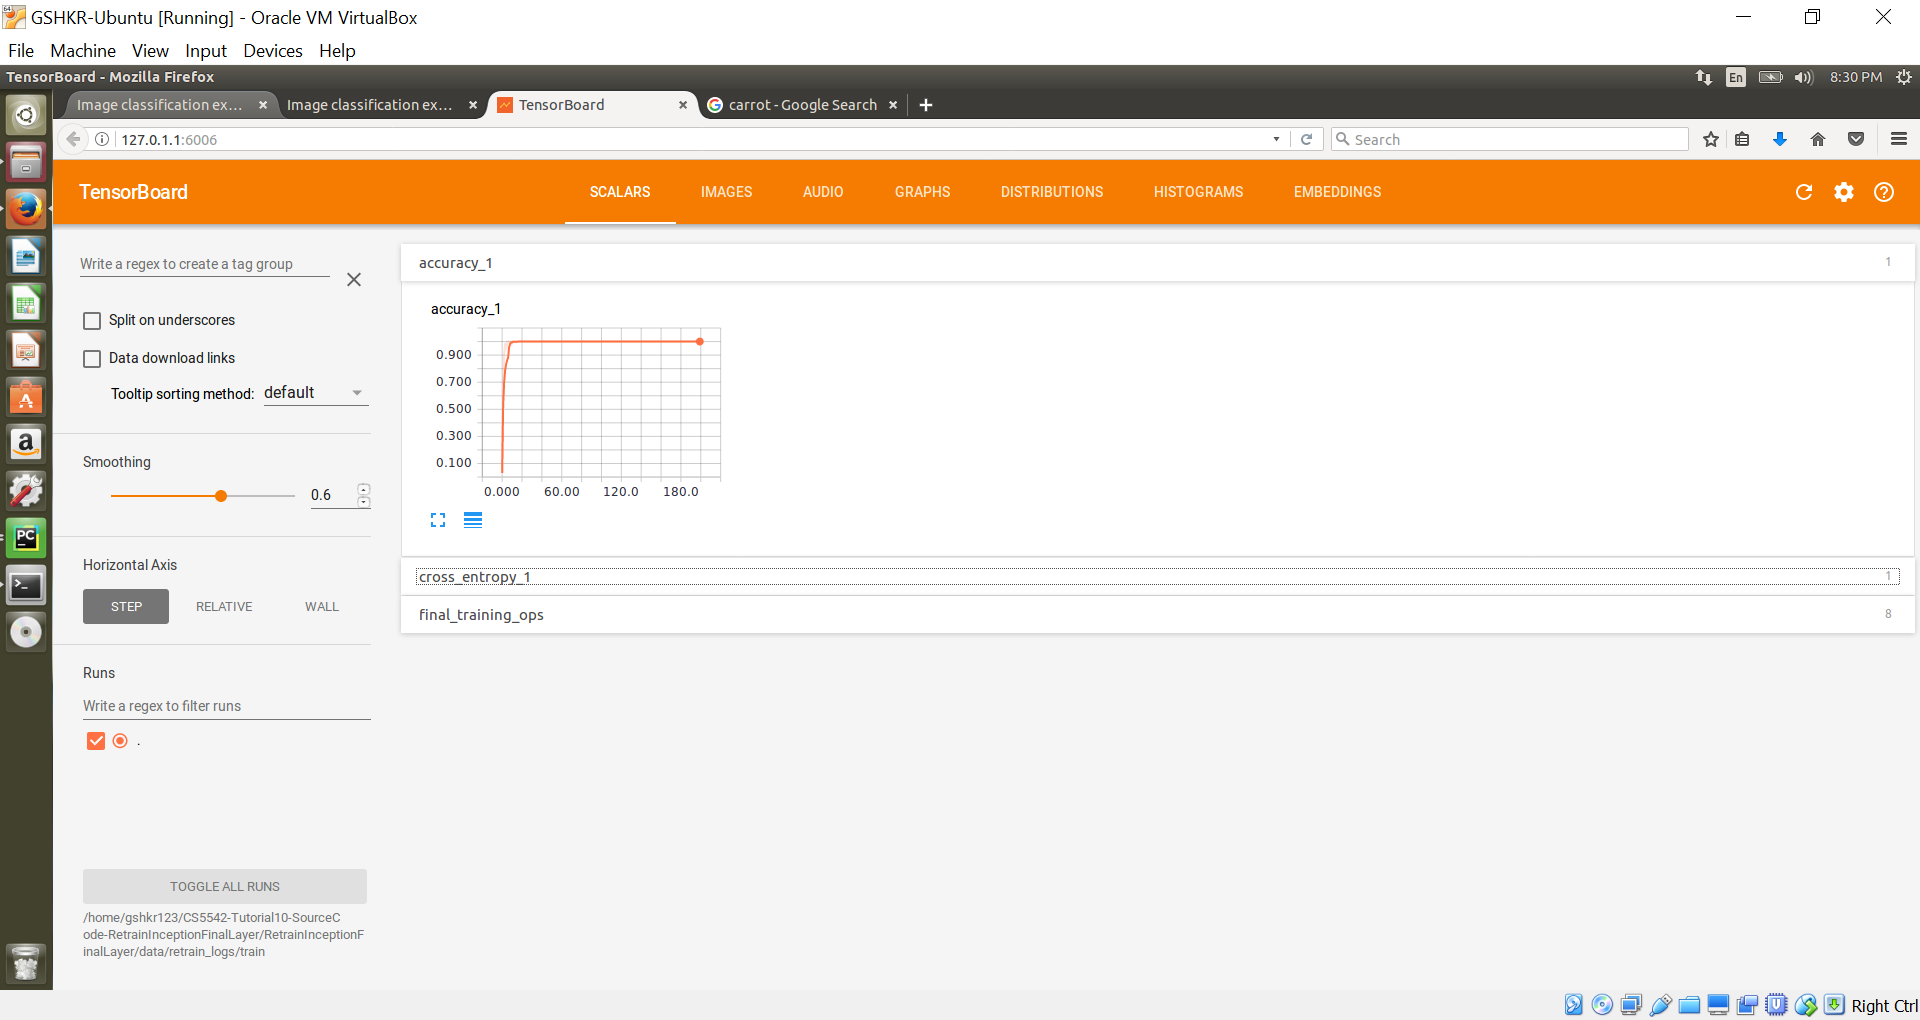 GSHKR-Ubuntu [Running] - Oracle VM VirtualBox
File Machine View Input Devices Help
TensorBoard - Mozilla Firefox
En
8:30 PM
Image classification ex...
Image classification ex...
TensorBoard
carrot - Google Search
127.0.1.1:6006
Search
TensorBoard
SCALARS
IMAGES
AUDIO
GRAPHS
DISTRIBUTIONS
HISTOGRAMS
EMBEDDINGS
Write a regex to create a tag group
Split on underscores
Data download links
Tooltip sorting method: default
Smoothing
0.6
Horizontal Axis
STEP
RELATIVE
WALL
Runs
Write a regex to filter runs
.
TOGGLE ALL RUNS
/home/gshkr123/CS5542-Tutorial10-SourceC
ode-RetrainInceptionFinalLayer/RetrainInceptionF
inalLayer/data/retrain_logs/train
accuracy_1
1
accuracy_1
0.900
0.700
0.500
0.300
0.100
0.000 60.00 120.0 180.0
cross_entropy_1
1
final_training_ops
8
PC
Right Ctrl